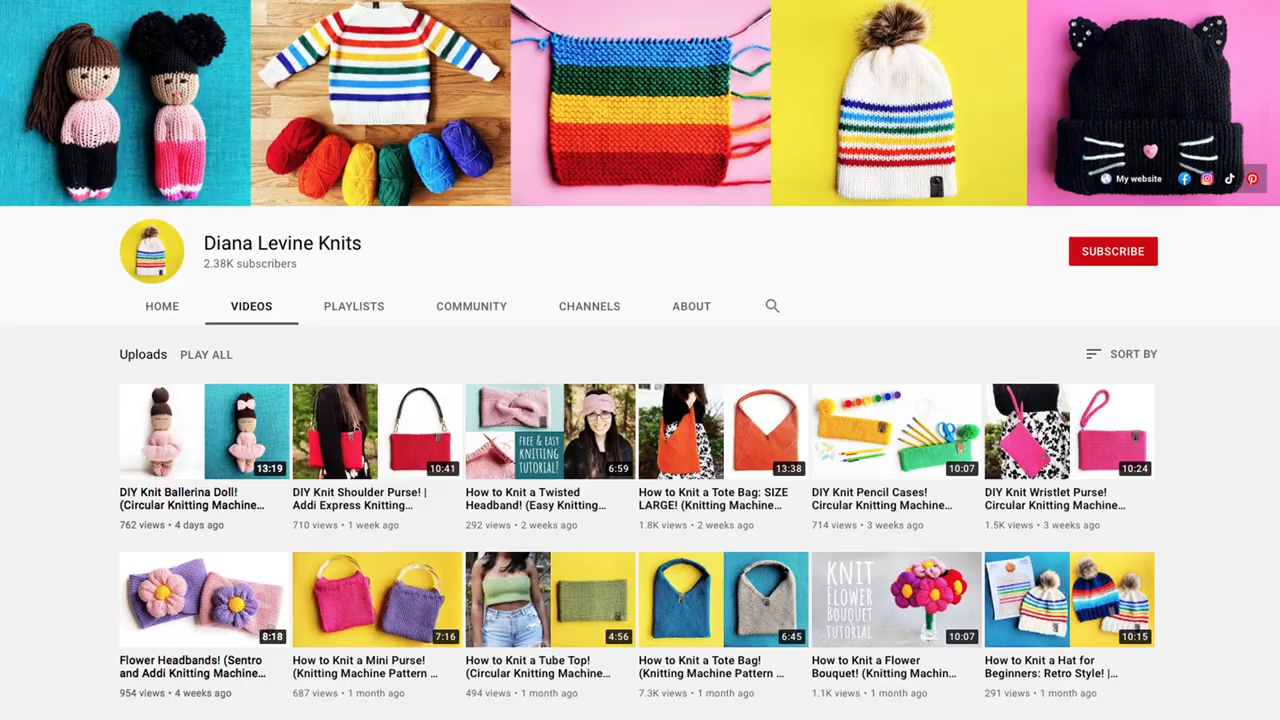 My website
Diana Levine Knits
2.38K subscribers
SUBSCRIBE
HOME
VIDEOS
PLAYLISTS
COMMUNITY
CHANNELS
ABOUT
Uploads
PLAY ALL
SORT BY
13:19
DIY Knit Ballerina Doll!
(Circular Knitting Machine...
762 views • 4 days ago
10:41
DIY Knit Shoulder Purse! |
Addi Express Knitting...
710 views • 1 week ago
FREE & EASY
KNITTING
TUTORIAL!
6:59
How to Knit a Twisted
Headband! (Easy Knitting...
292 views • 2 weeks ago
13:38
How to Knit a Tote Bag: SIZE
LARGE! (Knitting Machine...
1.8K views • 2 weeks ago
10:07
DIY Knit Pencil Cases!
Circular Knitting Machine...
714 views • 3 weeks ago
10:24
DIY Knit Wristlet Purse!
Circular Knitting Machine...
1.5K views • 3 weeks ago
8:18
Flower Headbands! (Sentro
and Addi Knitting Machine...
954 views • 4 weeks ago
7:16
How to Knit a Mini Purse!
(Knitting Machine Pattern ...
687 views • 1 month ago
4:56
How to Knit a Tube Top!
(Circular Knitting Machine...
494 views • 1 month ago
6:45
How to Knit a Tote Bag!
(Knitting Machine Pattern ...
7.3K views • 1 month ago
KNIT
FLOWER
BOUQUET
TUTORIAL
10:07
How to Knit a Flower
Bouquet! (Knitting Machin...
1.1K views • 1 month ago
10:15
How to Knit a Hat for
Beginners: Retro Style! |...
291 views • 1 month ago